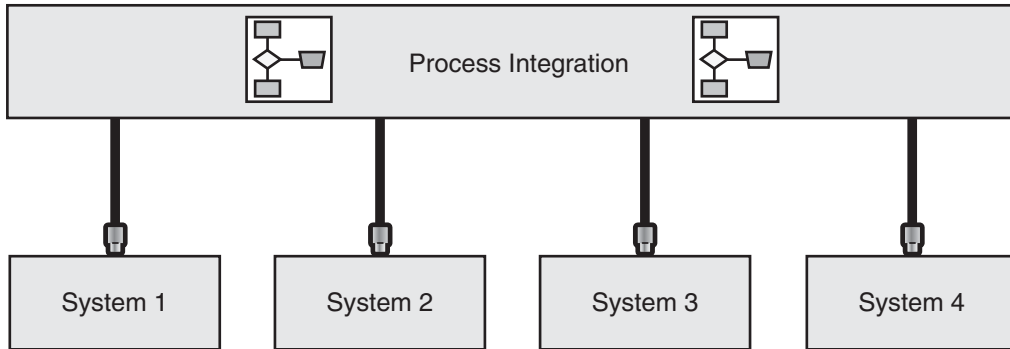 Process Integration
System 1
System 2
System 3
System 4